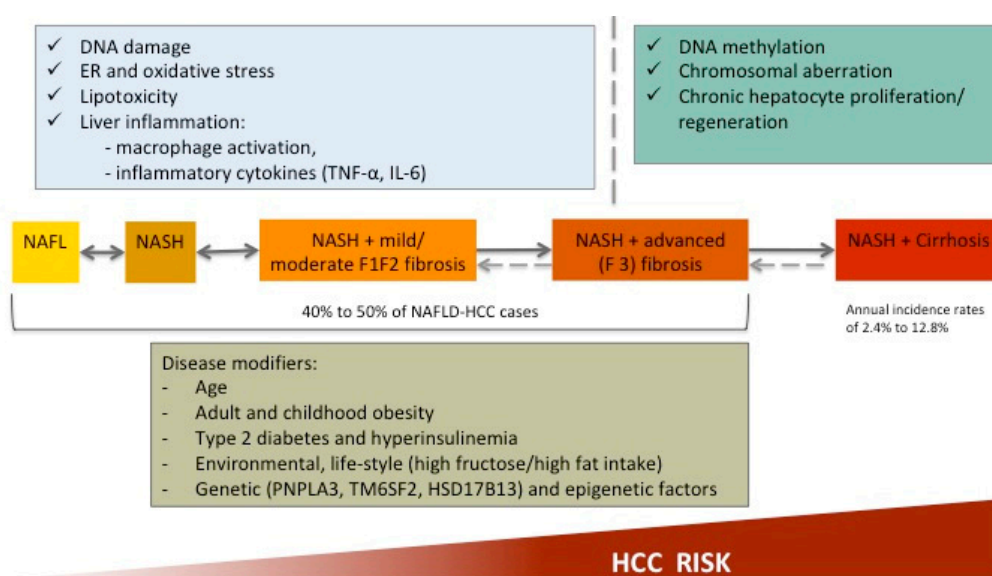 ✓ DNA damage
✓ ER and oxidative stress
✓ Lipotoxicity
✓ Liver inflammation:
- macrophage activation,
- inflammatory cytokines (TNF-α, IL-6)
✓ DNA methylation
✓ Chromosomal aberration
✓ Chronic hepatocyte proliferation/
regeneration
NAFL
NASH
NASH + mild/
moderate F1F2 fibrosis
NASH + advanced
(F 3) fibrosis
NASH + Cirrhosis
40% to 50% of NAFLD-HCC cases
Annual incidence rates
of 2.4% to 12.8%
Disease modifiers:
- Age
- Adult and childhood obesity
- Type 2 diabetes and hyperinsulinemia
- Environmental, life-style (high fructose/high fat intake)
- Genetic (PNPLA3, TM6SF2, HSD17B13) and epigenetic factors
HCC RISK